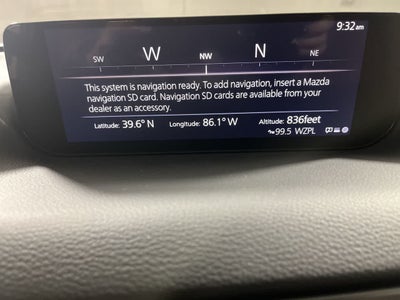 9:32am
SW W NW N NE
This system is navigation ready. To add navigation, insert a Mazda
navigation SD card. Navigation SD cards are available from your
dealer as an accessory.
Latitude: 39.6° N Longitude: 86.1° W Altitude: 836feet
99.5 WZPL